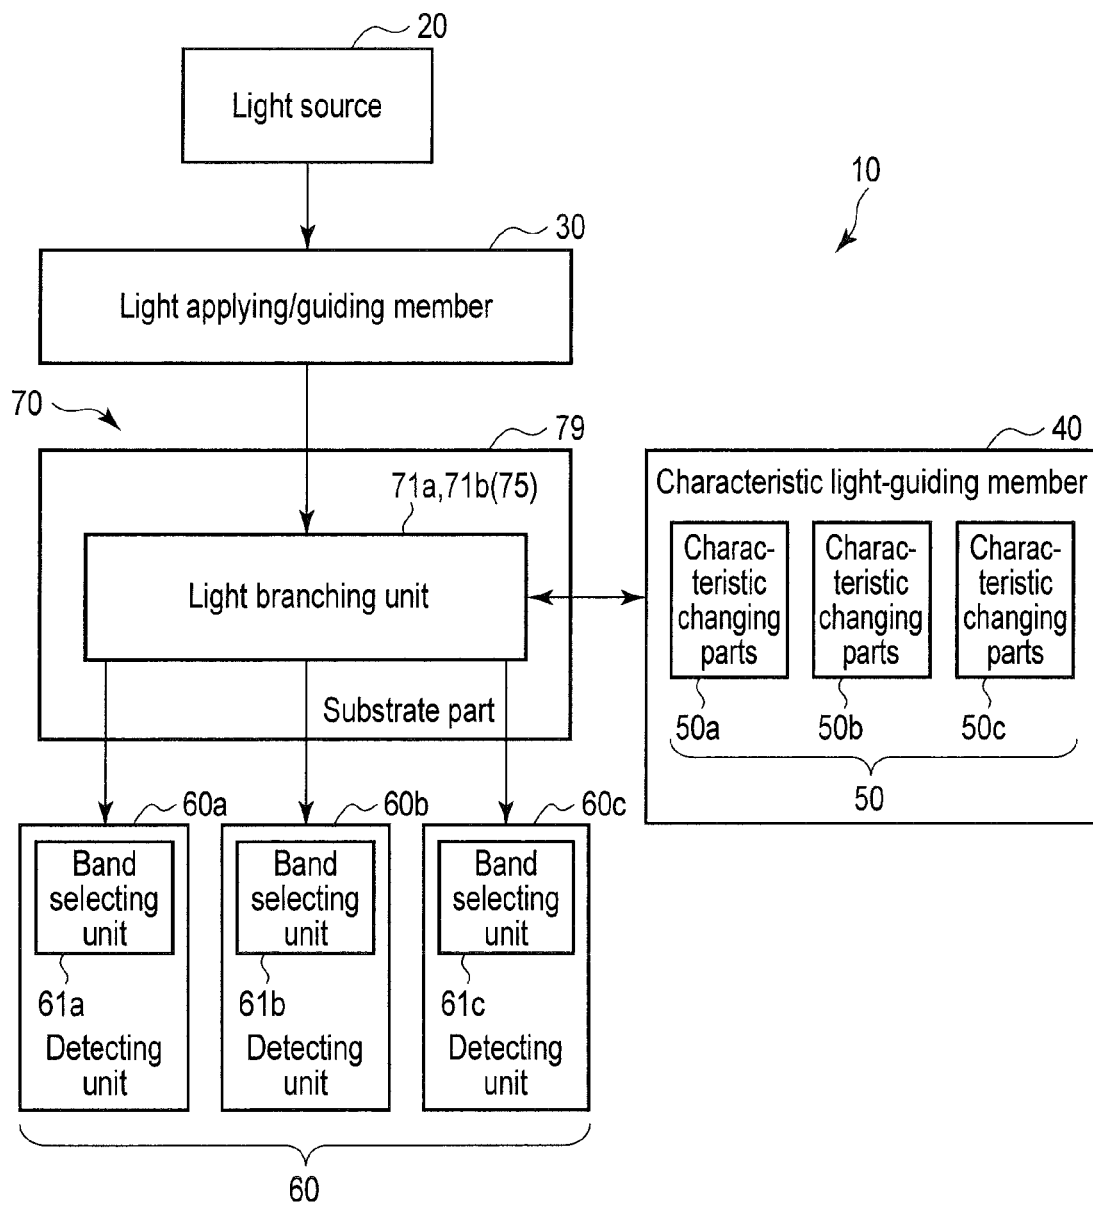 20
Light source
10
30
Light applying/guiding member
70
79
40
71a,71b(75)
Characteristic light-guiding member
Light branching unit
Charac-
teristic
changing
parts
Charac-
teristic
changing
parts
Charac-
teristic
changing
parts
Substrate part
50a
50b
50c
50
60a
60b
60c
Band
selecting
unit
Band
selecting
unit
Band
selecting
unit
61a
61b
61c
Detecting
unit
Detecting
unit
Detecting
unit
60